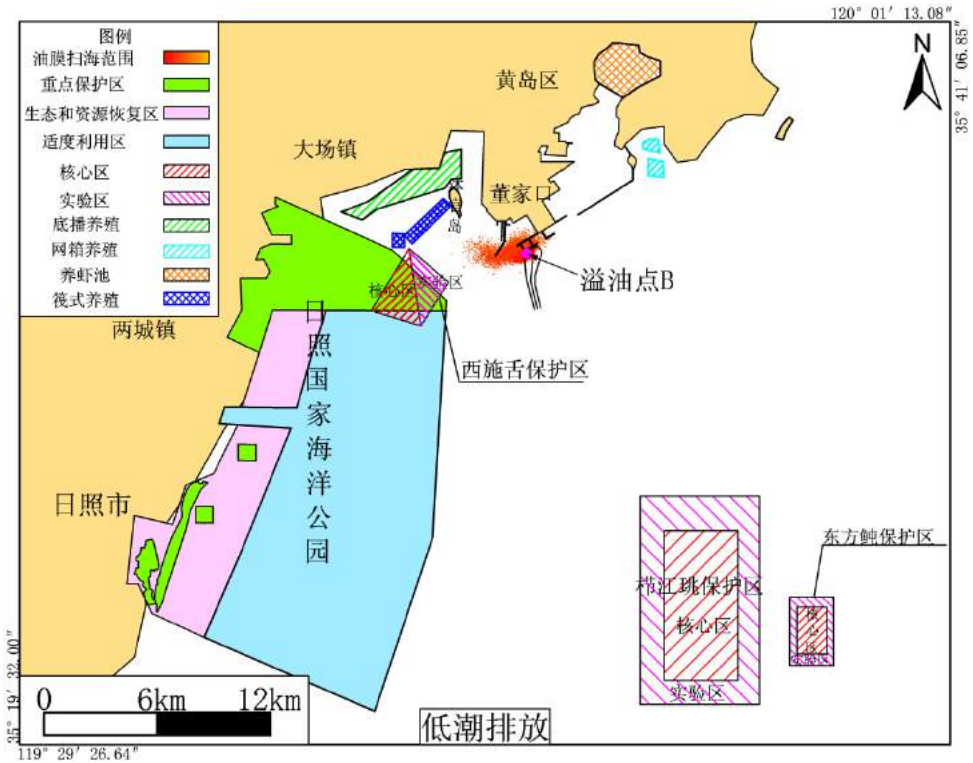 120° 01′ 13.08″
35° 41′ 06.85″
N
图例
油膜扫海范围
重点保护区
生态和资源恢复区
适度利用区
核心区
实验区
底播养殖
网箱养殖
养虾池
筏式养殖
黄岛区
大场镇
董家口
岛
溢油点B
核心区
实验区
两城镇
西施舌保护区
日照国家海洋公园
日照市
东方鲀保护区
栉江珧保护区
核心区
实验区
核心区
实验区
0 6km 12km
低潮排放
35° 19′ 32.00″
119° 29′ 26.64″